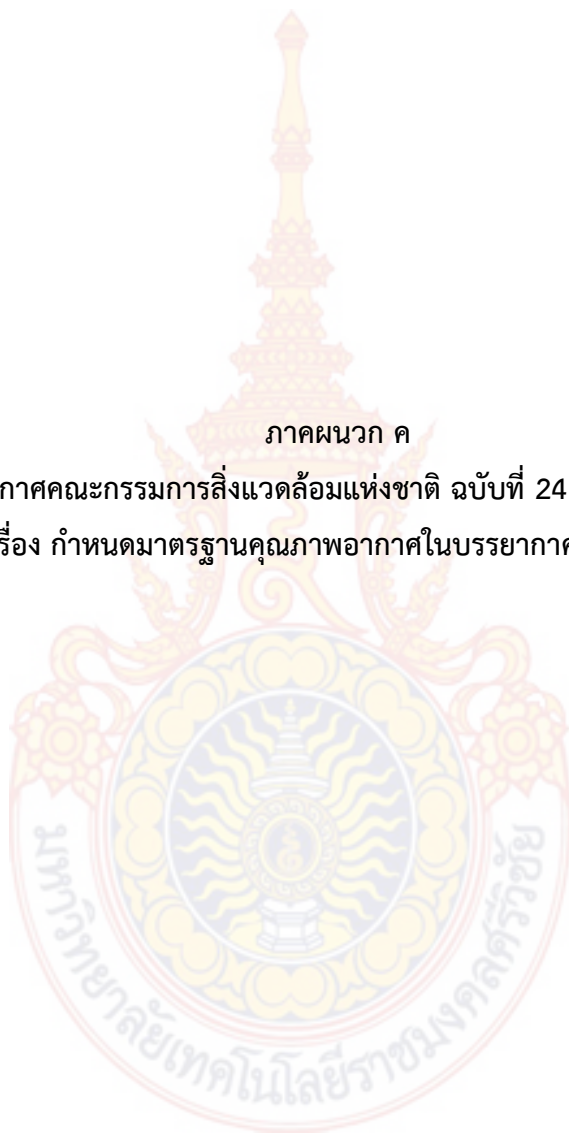 ภาคผนวก ค
กาศคณะกรรมการสิ่งแวดล้อมแห่งชาติ ฉบับที่ 24
รื่อง กำหนดมาตรฐานคุณภาพอากาศในบรรยากาศ
มหาวิทยาลัยเทคโนโลยีราชมงคลศรีวิชัย